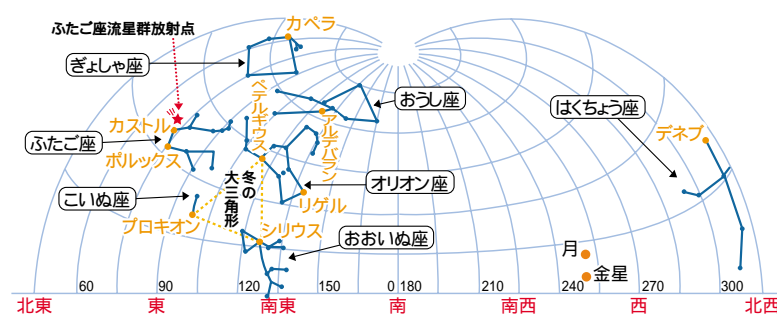 ふたご座流星群放射点
カペラ
ぎょしゃ座
おうし座
はくちょう座
デネブ
ベテルギウス
アルデバラン
カストル
ふたご座
ポルックス
オリオン座
リゲル
冬の
大三角形
こいぬ座
プロキオン
シリウス
おおいぬ座
月
金星
60 90 120 150 0 180 210 240 270 300
北東 東 南東 南 南西 西 北西